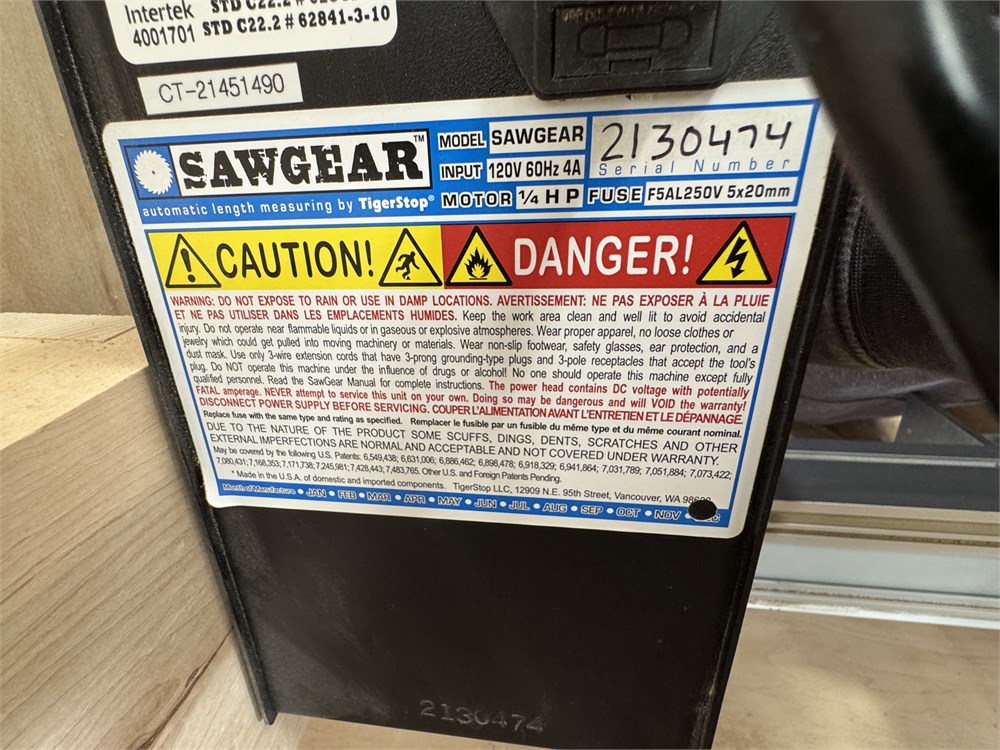 Intertek
4001701 STD C22.2 # 62841-3-10
CT-21451490
SAWGEAR™
automatic length measuring by TigerStop®
MODEL SAWGEAR
INPUT 120V 60Hz 4A
MOTOR ¼ HP
2130474
Serial Number
FUSE F5AL250V 5x20mm
CAUTION!
DANGER!
WARNING: DO NOT EXPOSE TO RAIN OR USE IN DAMP LOCATIONS. AVERTISSEMENT: NE PAS EXPOSER À LA PLUIE
ET NE PAS UTILISER DANS LES EMPLACEMENTS HUMIDES. Keep the work area clean and well lit to avoid accidental
injury. Do not operate near flammable liquids or in gaseous or explosive atmospheres. Wear proper apparel, no loose clothes or
jewelry which could get pulled into moving machinery or materials. Wear non-slip footwear, safety glasses, ear protection, and a
dust mask. Use only 3-wire extension cords that have 3-prong grounding-type plugs and 3-pole receptacles that accept the tool's
plug. Do NOT operate this machine under the influence of drugs or alcohol! No one should operate this machine except fully
qualified personnel. Read the SawGear Manual for complete instructions. The power head contains DC voltage with potentially
FATAL amperage. NEVER attempt to service this unit on your own. Doing so may be dangerous and will VOID the warranty!
DISCONNECT POWER SUPPLY BEFORE SERVICING. COUPER L'ALIMENTATION AVANT L'ENTRETIEN ET LE DÉPANNAGE.
Replace fuse with the same type and rating as specified. Remplacer le fusible par un fusible du même type et du même courant nominal.
DUE TO THE NATURE OF THE PRODUCT SOME SCUFFS, DINGS, DENTS, SCRATCHES AND OTHER
EXTERNAL IMPERFECTIONS ARE NORMAL AND ACCEPTABLE AND NOT COVERED UNDER WARRANTY.
May be covered by the following U.S. Patents: 6,549,438; 6,631,006; 6,886,462; 6,898,478; 6,918,329; 6,941,864; 7,031,789; 7,051,884; 7,073,422;
7,080,431; 7,168,353; 7,171,738; 7,245,981; 7,428,443; 7,483,765. Other U.S. and Foreign Patents Pending.
* Made in the U.S.A. of domestic and imported components. TigerStop LLC, 12909 N.E. 95th Street, Vancouver, WA
Month of Manufacture • JAN • FEB • MAR • APR • MAY • JUN • JUL • AUG • SEP • OCT • NOV
2130474